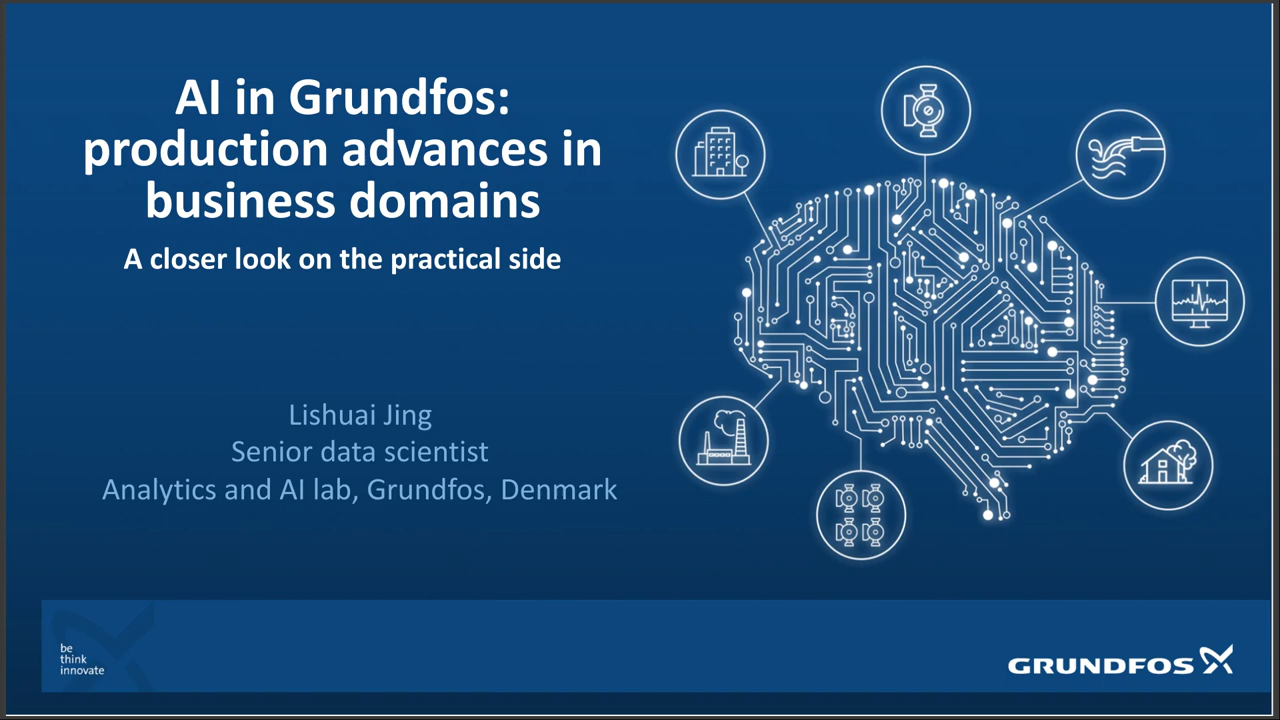 AI in Grundfos:
production advances in
business domains
A closer look on the practical side
Lishuai Jing
Senior data scientist
Analytics and AI lab, Grundfos, Denmark
be
think
innovate
GRUNDFOS